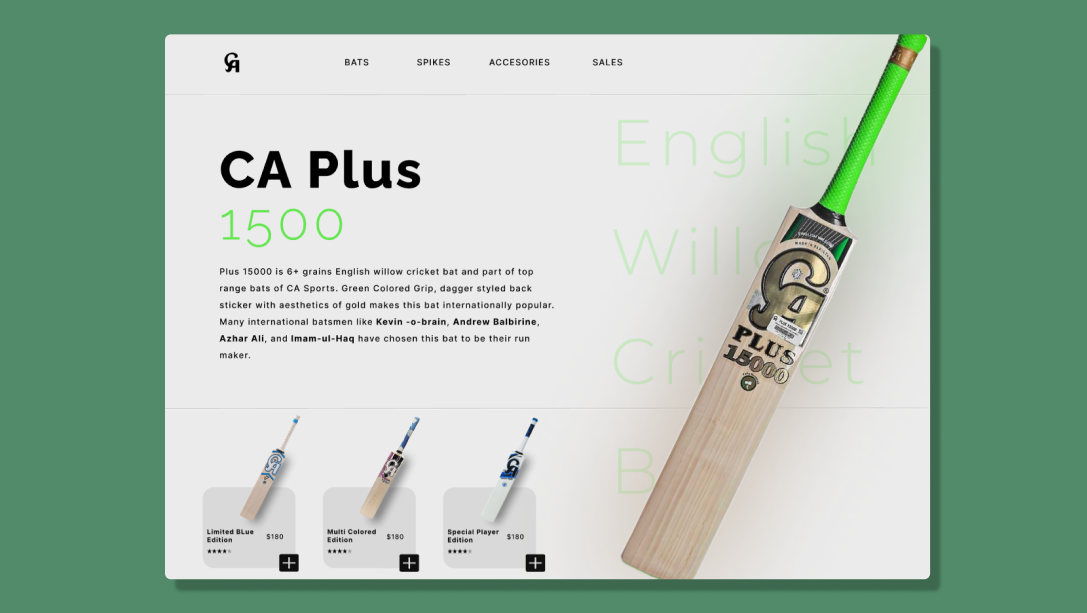 CA
BATS SPIKES ACCESORIES SALES
English
Willo
Cricket
B
CA Plus
1500
Plus 15000 is 6+ grains English willow cricket bat and part of top
range bats of CA Sports. Green Colored Grip, dagger styled back
sticker with aesthetics of gold makes this bat internationally popular.
Many international batsmen like Kevin -o-brain, Andrew Balbirine,
Azhar Ali, and Imam-ul-Haq have chosen this bat to be their run
maker.
CA
PLUS
15000
Limited BLue
Edition
$180
Multi Colored
Edition
$180
Special Player
Edition
$180